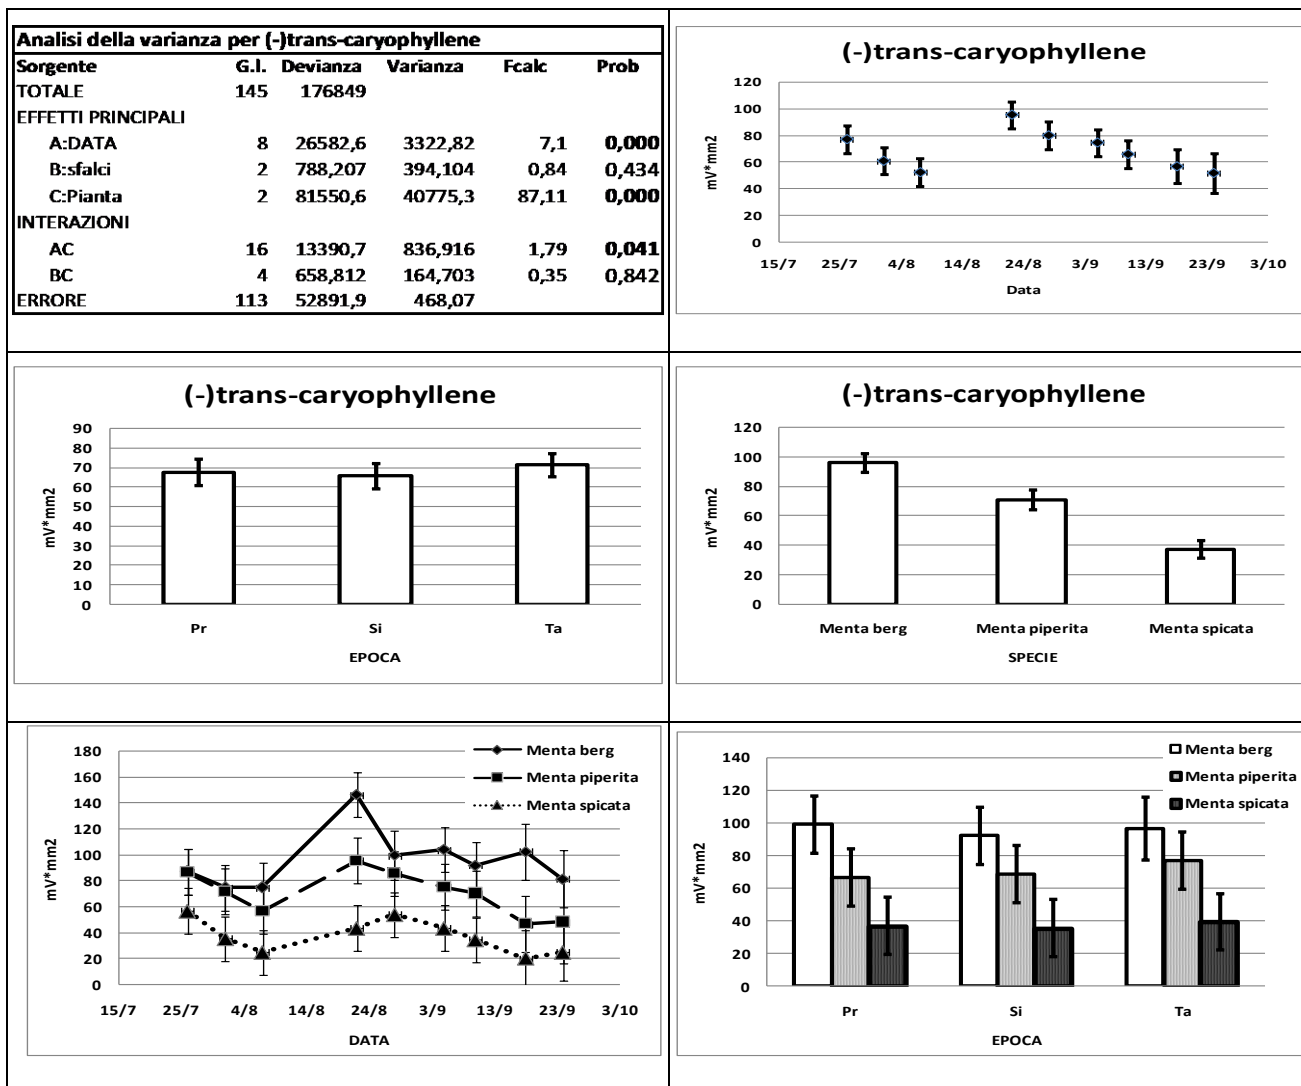 Analisi della varianza per (-)trans-caryophyllene
Sorgente G.l. Devianza Varianza Fcalc Prob
TOTALE 145 176849
EFFETTI PRINCIPALI
A:DATA 8 26582,6 3322,82 7,1 0,000
B:sfalci 2 788,207 394,104 0,84 0,434
C:Pianta 2 81550,6 40775,3 87,11 0,000
INTERAZIONI
AC 16 13390,7 836,916 1,79 0,041
BC 4 658,812 164,703 0,35 0,842
ERRORE 113 52891,9 468,07
(-)trans-caryophyllene
mV*mm2
120
100
80
60
40
20
0
15/7 25/7 4/8 14/8 24/8 3/9 13/9 23/9 3/10
Data
(-)trans-caryophyllene
mV*mm2
90
80
70
60
50
40
30
20
10
0
Pr Si Ta
EPOCA
(-)trans-caryophyllene
mV*mm2
120
100
80
60
40
20
0
Menta berg Menta piperita Menta spicata
SPECIE
mV*mm2
180
160
140
120
100
80
60
40
20
0
Menta berg
Menta piperita
Menta spicata
15/7 25/7 4/8 14/8 24/8 3/9 13/9 23/9 3/10
DATA
mV*mm2
140
120
100
80
60
40
20
0
Menta berg
Menta piperita
Menta spicata
Pr Si Ta
EPOCA